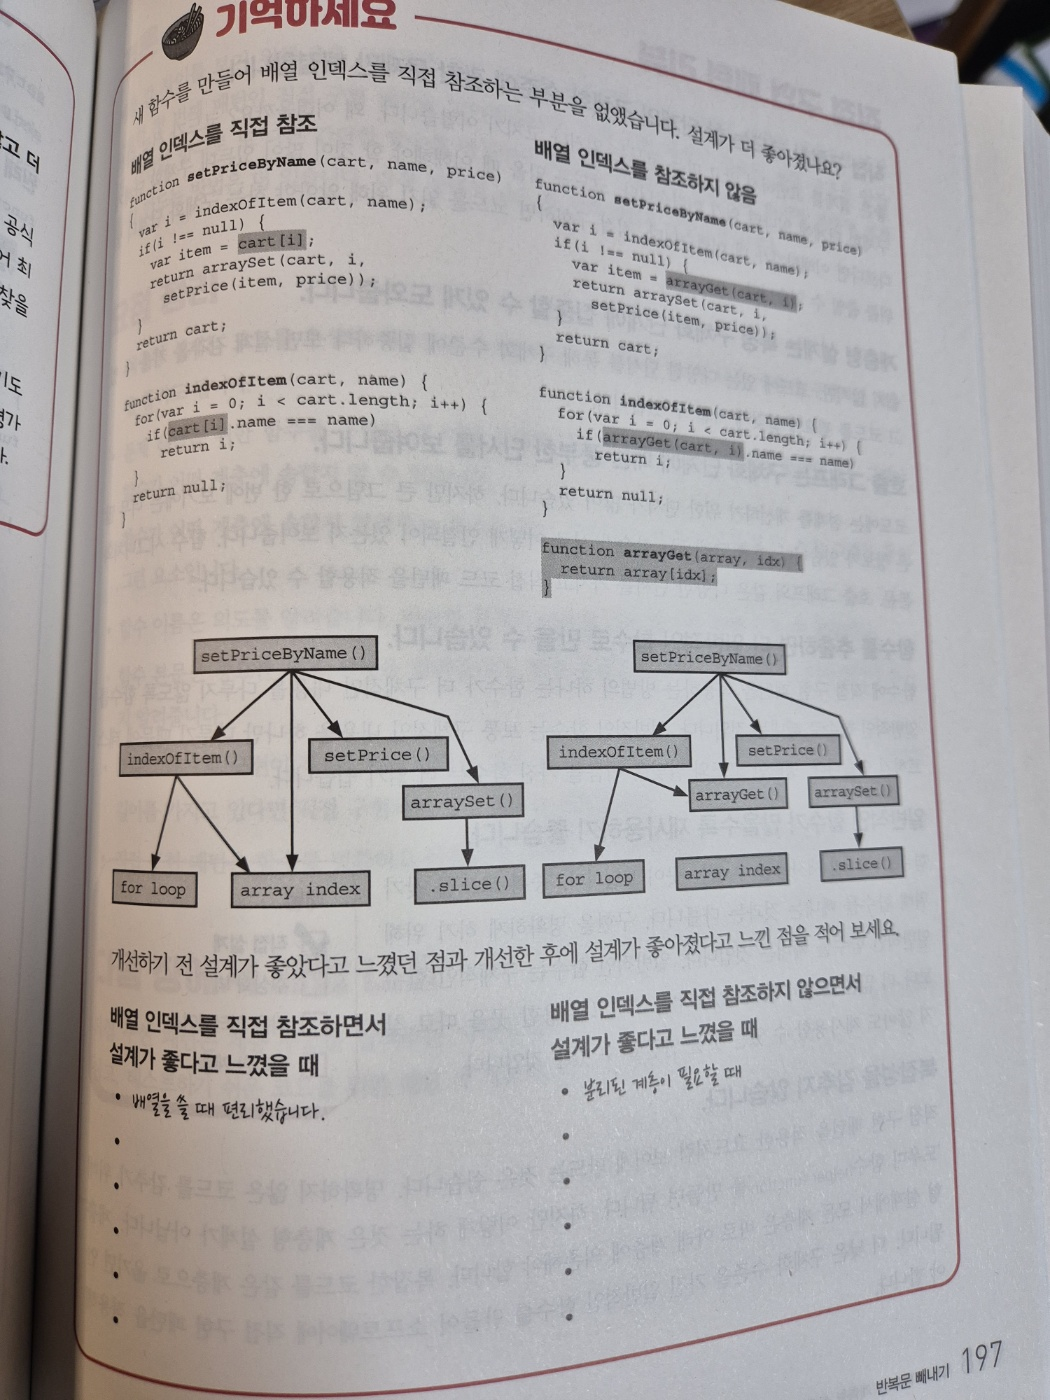 기억하세요
새 함수를 만들어 배열 인덱스를 직접 참조하는 부분을 없앴습니다. 설계가 더 좋아졌나요?
배열 인덱스를 직접 참조
function setPriceByName(cart, name, price)
{
var i = indexOfItem(cart, name);
if(i !== null) {
var item = cart[i];
return arraySet(cart, i,
setPrice(item, price));
}
return cart;
}
function indexOfItem(cart, name) {
for(var i = 0; i < cart.length; i++) {
if(cart[i].name === name)
return i;
}
return null;
}
배열 인덱스를 참조하지 않음
function setPriceByName(cart, name, price)
{
var i = indexOfItem(cart, name);
if(i !== null) {
var item = arrayGet(cart, i);
return arraySet(cart, i,
setPrice(item, price));
}
return cart;
}
function indexOfItem(cart, name) {
for(var i = 0; i < cart.length; i++) {
if(arrayGet(cart, i).name === name)
return i;
}
return null;
}
function arrayGet(array, idx) {
return array[idx];
}
setPriceByName()
indexOfItem()
setPrice()
arraySet()
for loop
array index
.slice()
setPriceByName()
indexOfItem()
setPrice()
arrayGet()
arraySet()
for loop
array index
.slice()
개선하기 전 설계가 좋았다고 느꼈던 점과 개선한 후에 설계가 좋아졌다고 느낀 점을 적어 보세요.
배열 인덱스를 직접 참조하면서
설계가 좋다고 느꼈을 때
• 배열을 쓸 때 편리했습니다.
•
•
•
•
•
배열 인덱스를 직접 참조하지 않으면서
설계가 좋다고 느꼈을 때
• 분리된 계층이 필요할 때
•
•
•
•
•
반복문 빼내기 197